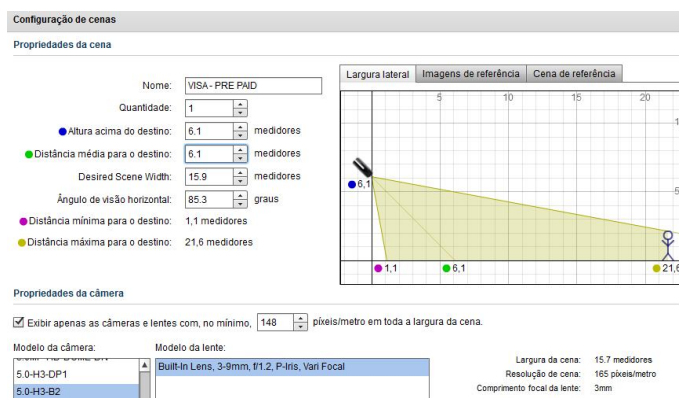 Configuração de cenas
Propriedades da cena
Nome: VISA - PRE PAID
Quantidade: 1
Altura acima do destino: 6.1 medidores
Distância média para o destino: 6.1 medidores
Desired Scene Width: 15.9 medidores
Ângulo de visão horizontal: 85.3 graus
Distância mínima para o destino: 1,1 medidores
Distância máxima para o destino: 21,6 medidores
Largura lateral Imagens de referência Cena de referência
5 10 15 20
1
6,1
5
1,1 6,1 21,6
Propriedades da câmera
Exibir apenas as câmeras e lentes com, no mínimo, 148 píxeis/metro em toda a largura da cena.
Modelo da câmera:
5.0-H3-DP1
5.0-H3-B2
Modelo da lente:
Built-In Lens, 3-9mm, f/1.2, P-Iris, Vari Focal
Largura da cena: 15.7 medidores
Resolução de cena: 165 píxeis/metro
Comprimento focal da lente: 3mm